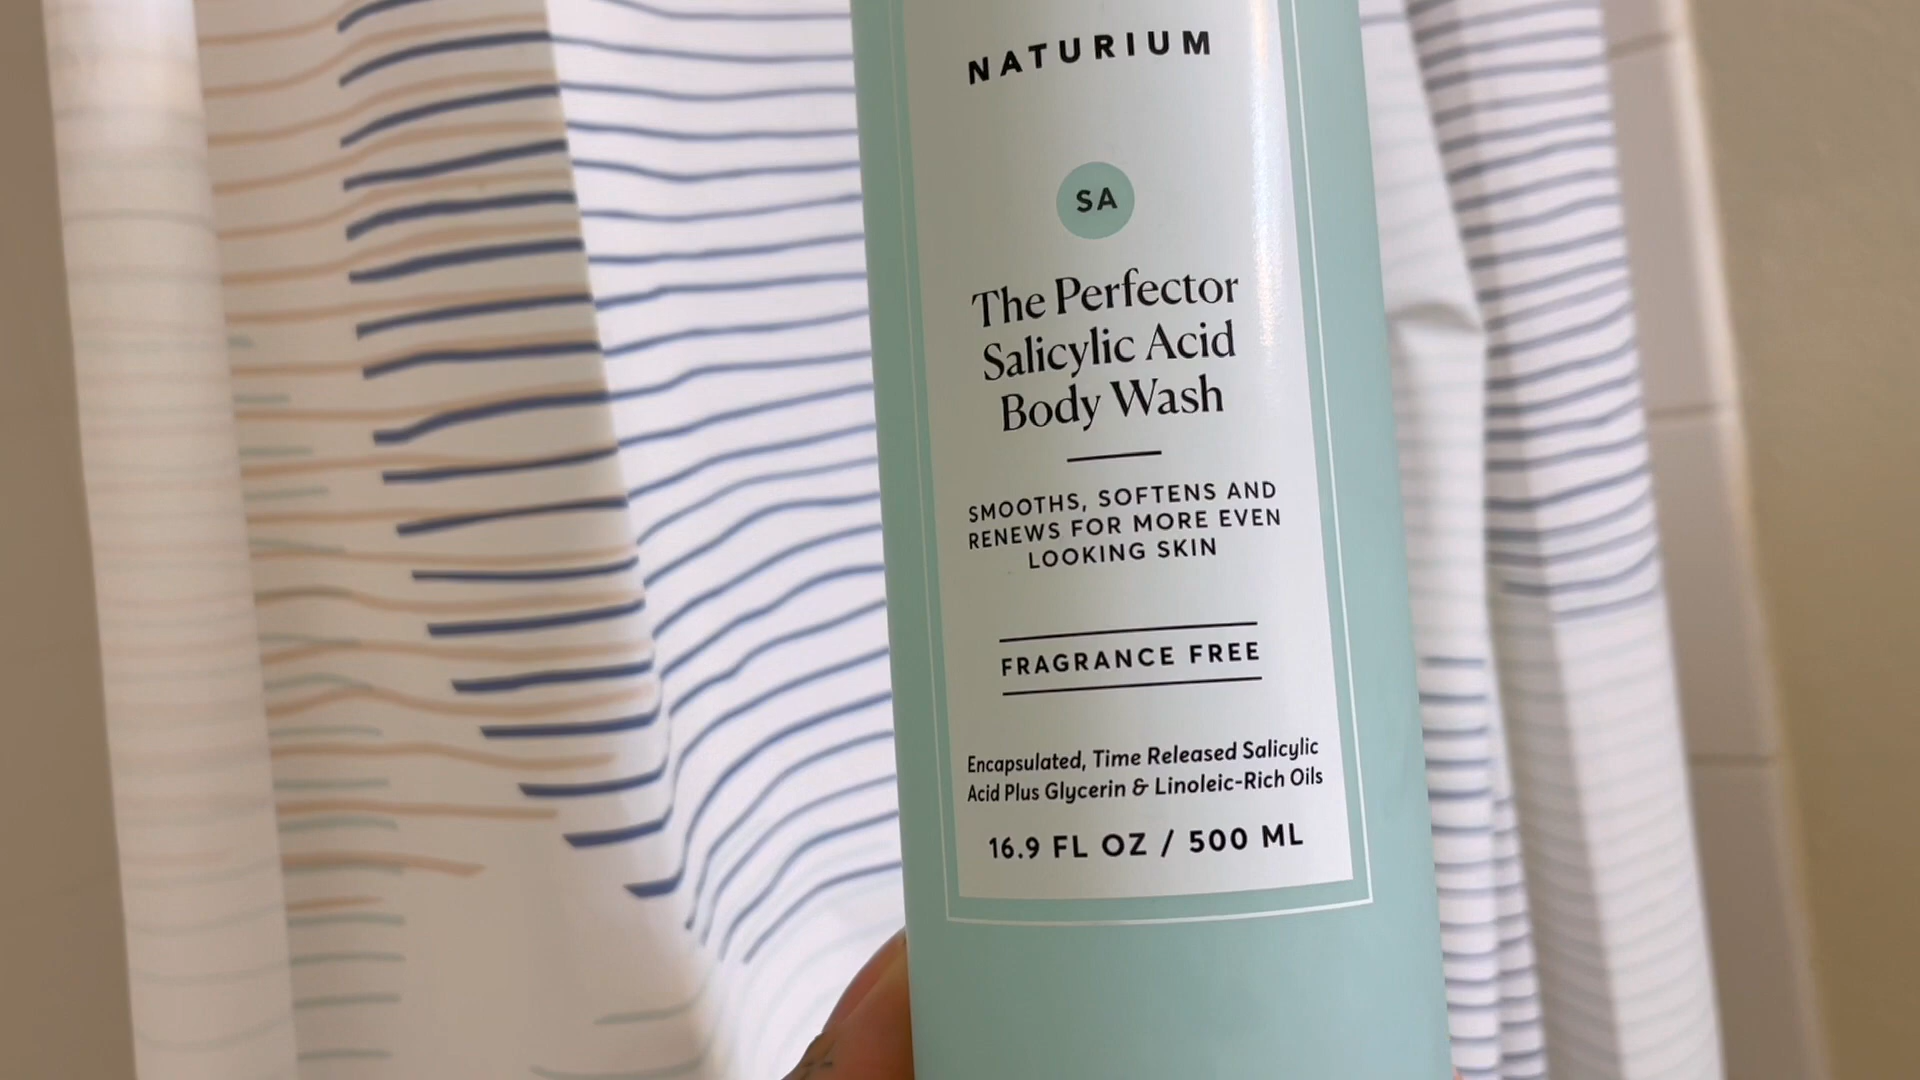 NATURIUM
SA
The Perfector
Salicylic Acid
Body Wash
SMOOTHS, SOFTENS AND
RENEWS FOR MORE EVEN
LOOKING SKIN
FRAGRANCE FREE
Encapsulated, Time Released Salicylic
Acid Plus Glycerin & Linoleic-Rich Oils
16.9 FL OZ / 500 ML